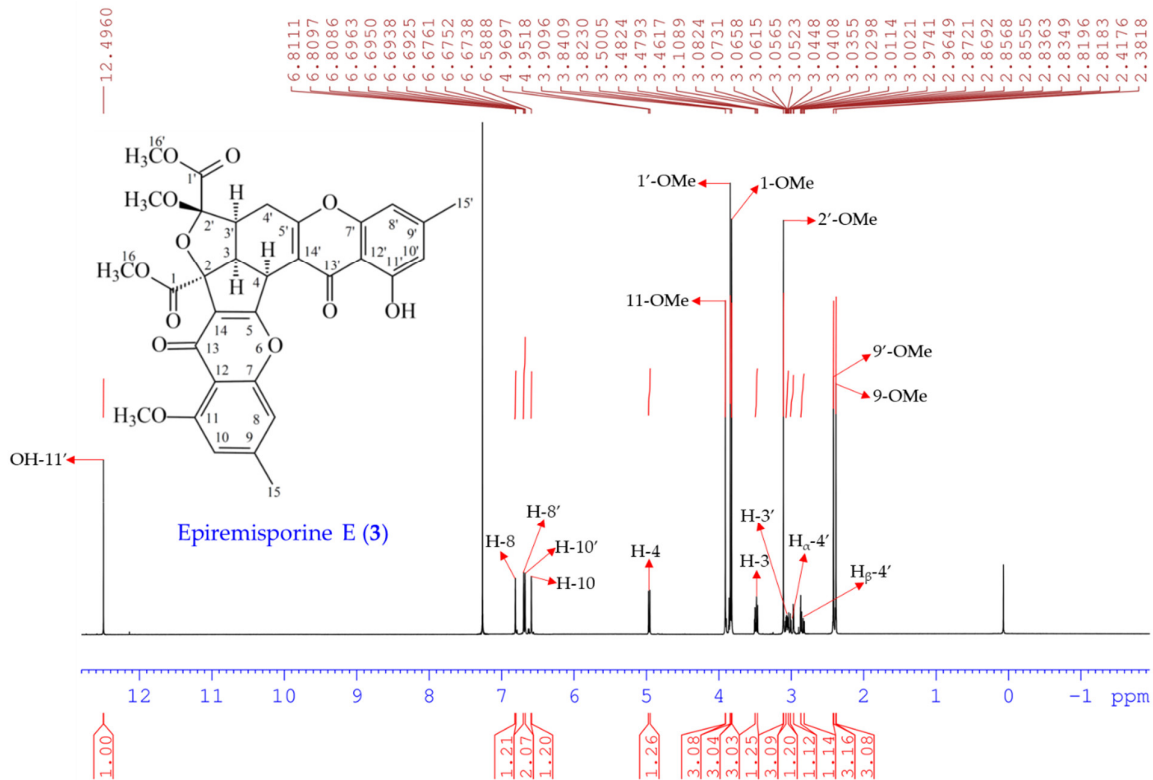 12.4960
6.8111
6.8097
6.8086
6.6963
6.6950
6.6938
6.6925
6.6761
6.6752
6.6738
6.5888
4.9697
4.9518
3.9096
3.8409
3.8230
3.5005
3.4824
3.4793
3.4617
3.1089
3.0824
3.0731
3.0658
3.0615
3.0565
3.0523
3.0448
3.0408
3.0355
3.0298
3.0114
3.0021
2.9741
2.9649
2.8721
2.8692
2.8568
2.8555
2.8363
2.8349
2.8196
2.8183
2.4176
2.3818
16'
H₃CO
O
1'
H₃CO
H
2'
3'
4'
5'
O
7'
8'
9'
15'
10'
11'
12'
13'
14'
O
OH
O
16
H₃CO
1
O
2
3
H
4
H
14
5
O
13
O
6
12
7
H₃CO
11
8
10
9
15
Epiremisporine E (3)
OH-11′
H-8
H-8′
H-10′
H-10
H-4
11-OMe
1′-OMe
1-OMe
2′-OMe
H-3
H-3′
Hα-4′
Hβ-4′
9′-OMe
9-OMe
12 11 10 9 8 7 6 5 4 3 2 1 0 -1 ppm
1.00
1.21
2.07
1.20
1.26
3.08
3.04
3.03
1.25
3.09
1.20
1.12
1.14
3.16
3.08